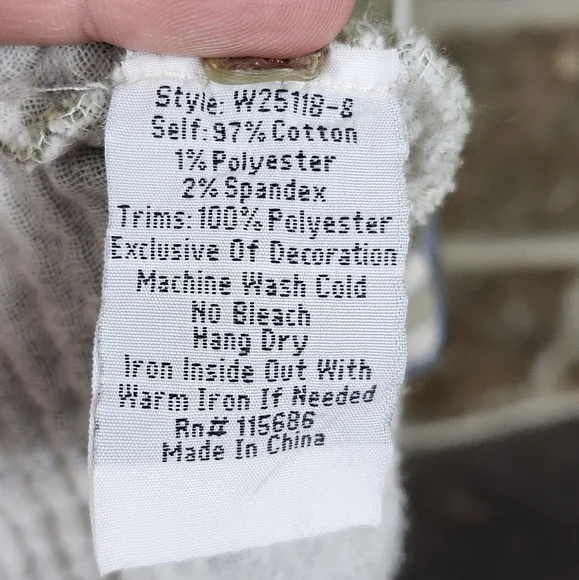 Style: W25118-8
Self: 97% Cotton
1% Polyester
2% Spandex
Trims: 100% Polyester
Exclusive Of Decoration
Machine Wash Cold
No Bleach
Hang Dry
Iron Inside Out With
Warm Iron If Needed
Rn# 115686
Made In China